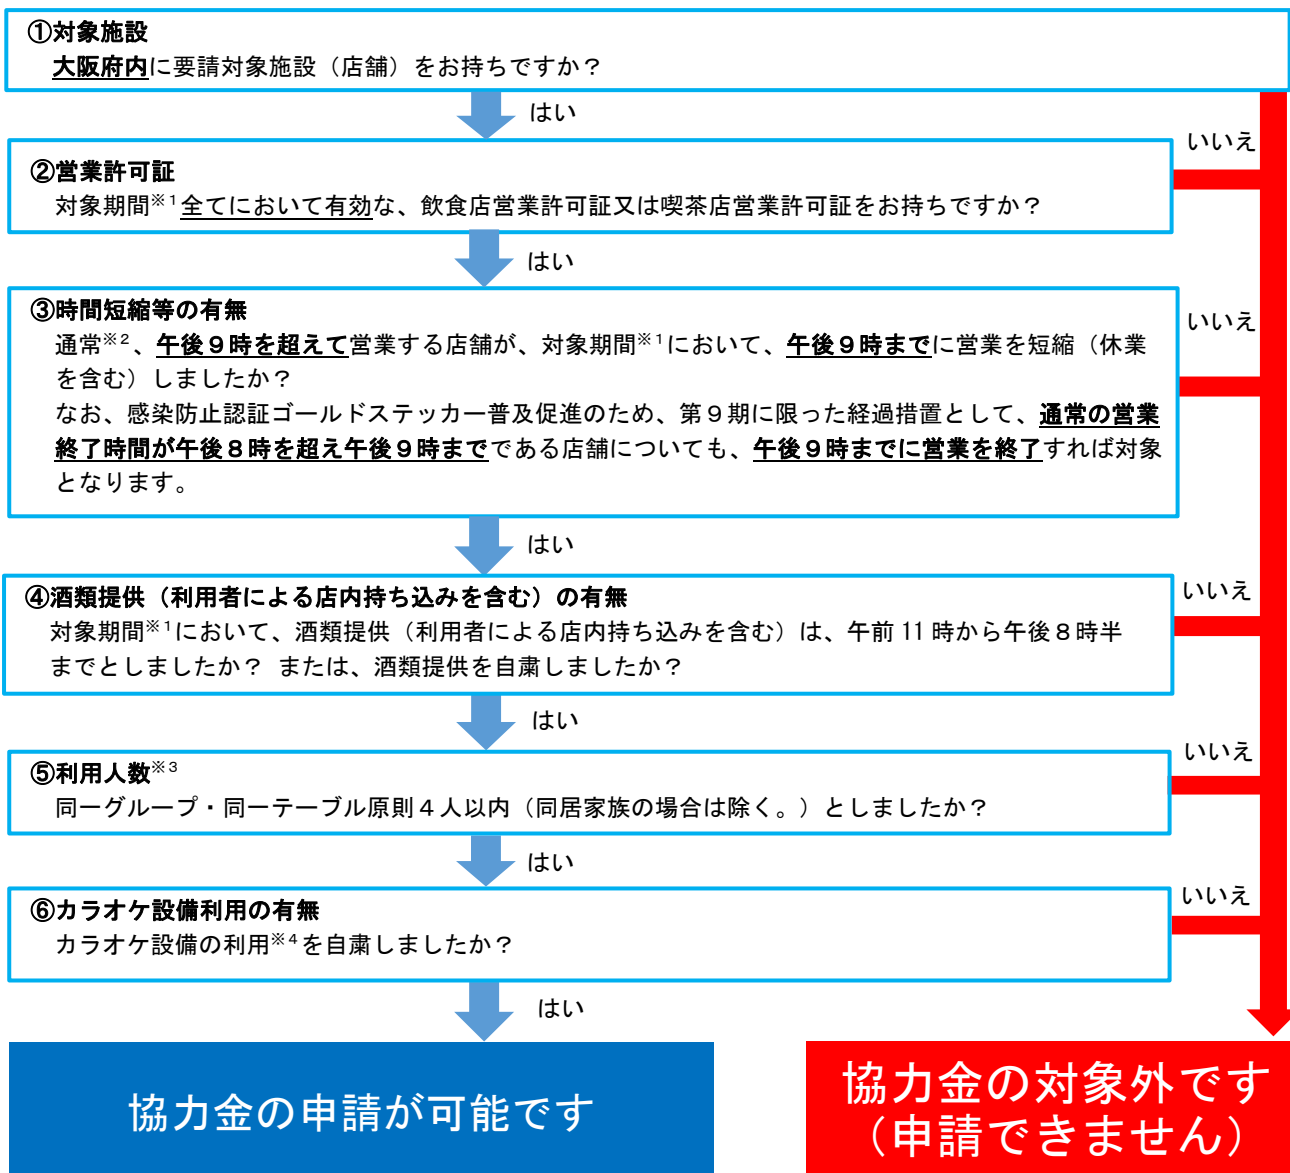 ①対象施設
大阪府内に要請対象施設（店舗）をお持ちですか？
はい
いいえ
②営業許可証
対象期間※1全てにおいて有効な、飲食店営業許可証又は喫茶店営業許可証をお持ちですか？
はい
いいえ
③時間短縮等の有無
通常※2、午後９時を超えて営業する店舗が、対象期間※1において、午後９時までに営業を短縮（休業
を含む）しましたか？
なお、感染防止認証ゴールドステッカー普及促進のため、第９期に限った経過措置として、通常の営業
終了時間が午後８時を超え午後９時までである店舗についても、午後９時までに営業を終了すれば対象
となります。
はい
いいえ
④酒類提供（利用者による店内持ち込みを含む）の有無
対象期間※1において、酒類提供（利用者による店内持ち込みを含む）は、午前 11 時から午後８時半
までとしましたか？ または、酒類提供を自粛しましたか？
はい
いいえ
⑤利用人数※3
同一グループ・同一テーブル原則４人以内（同居家族の場合は除く。）としましたか？
はい
いいえ
⑥カラオケ設備利用の有無
カラオケ設備の利用※4を自粛しましたか？
はい
協力金の申請が可能です
協力金の対象外です
（申請できません）